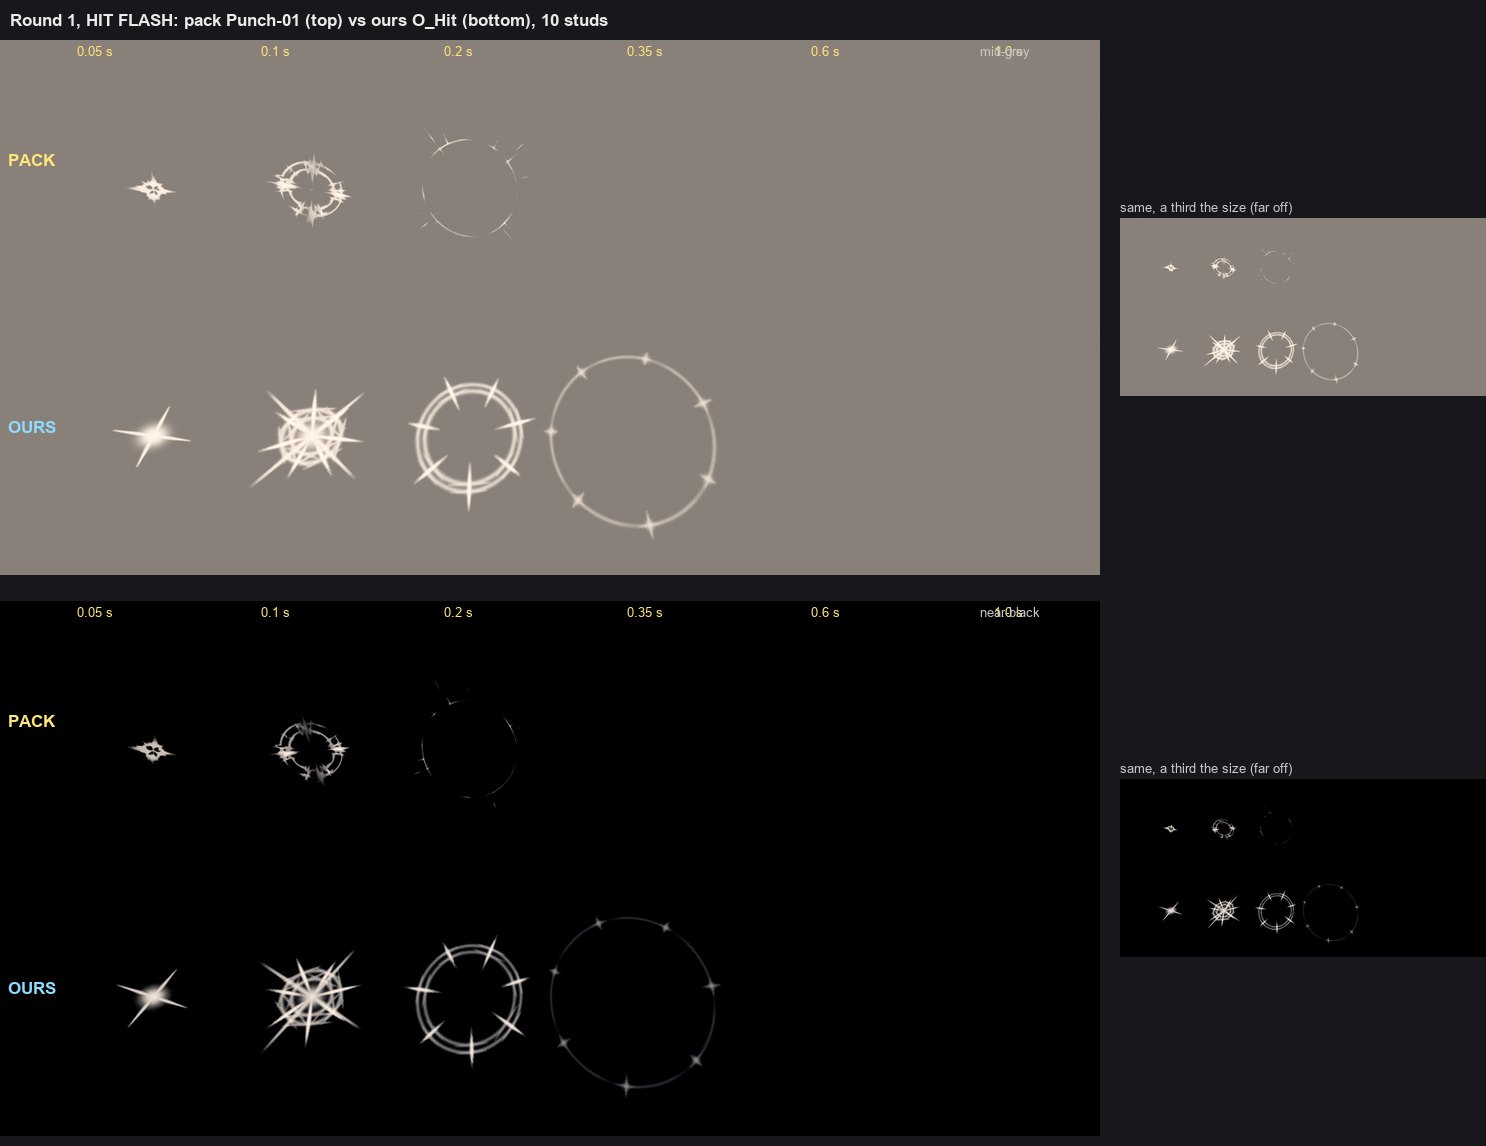 Round 1, HIT FLASH: pack Punch-01 (top) vs ours O_Hit (bottom), 10 studs
0.05 s 0.1 s 0.2 s 0.35 s 0.6 s
PACK
same, a third the size (far off)
OURS
0.05 s 0.1 s 0.2 s 0.35 s 0.6 s
PACK
same, a third the size (far off)
OURS